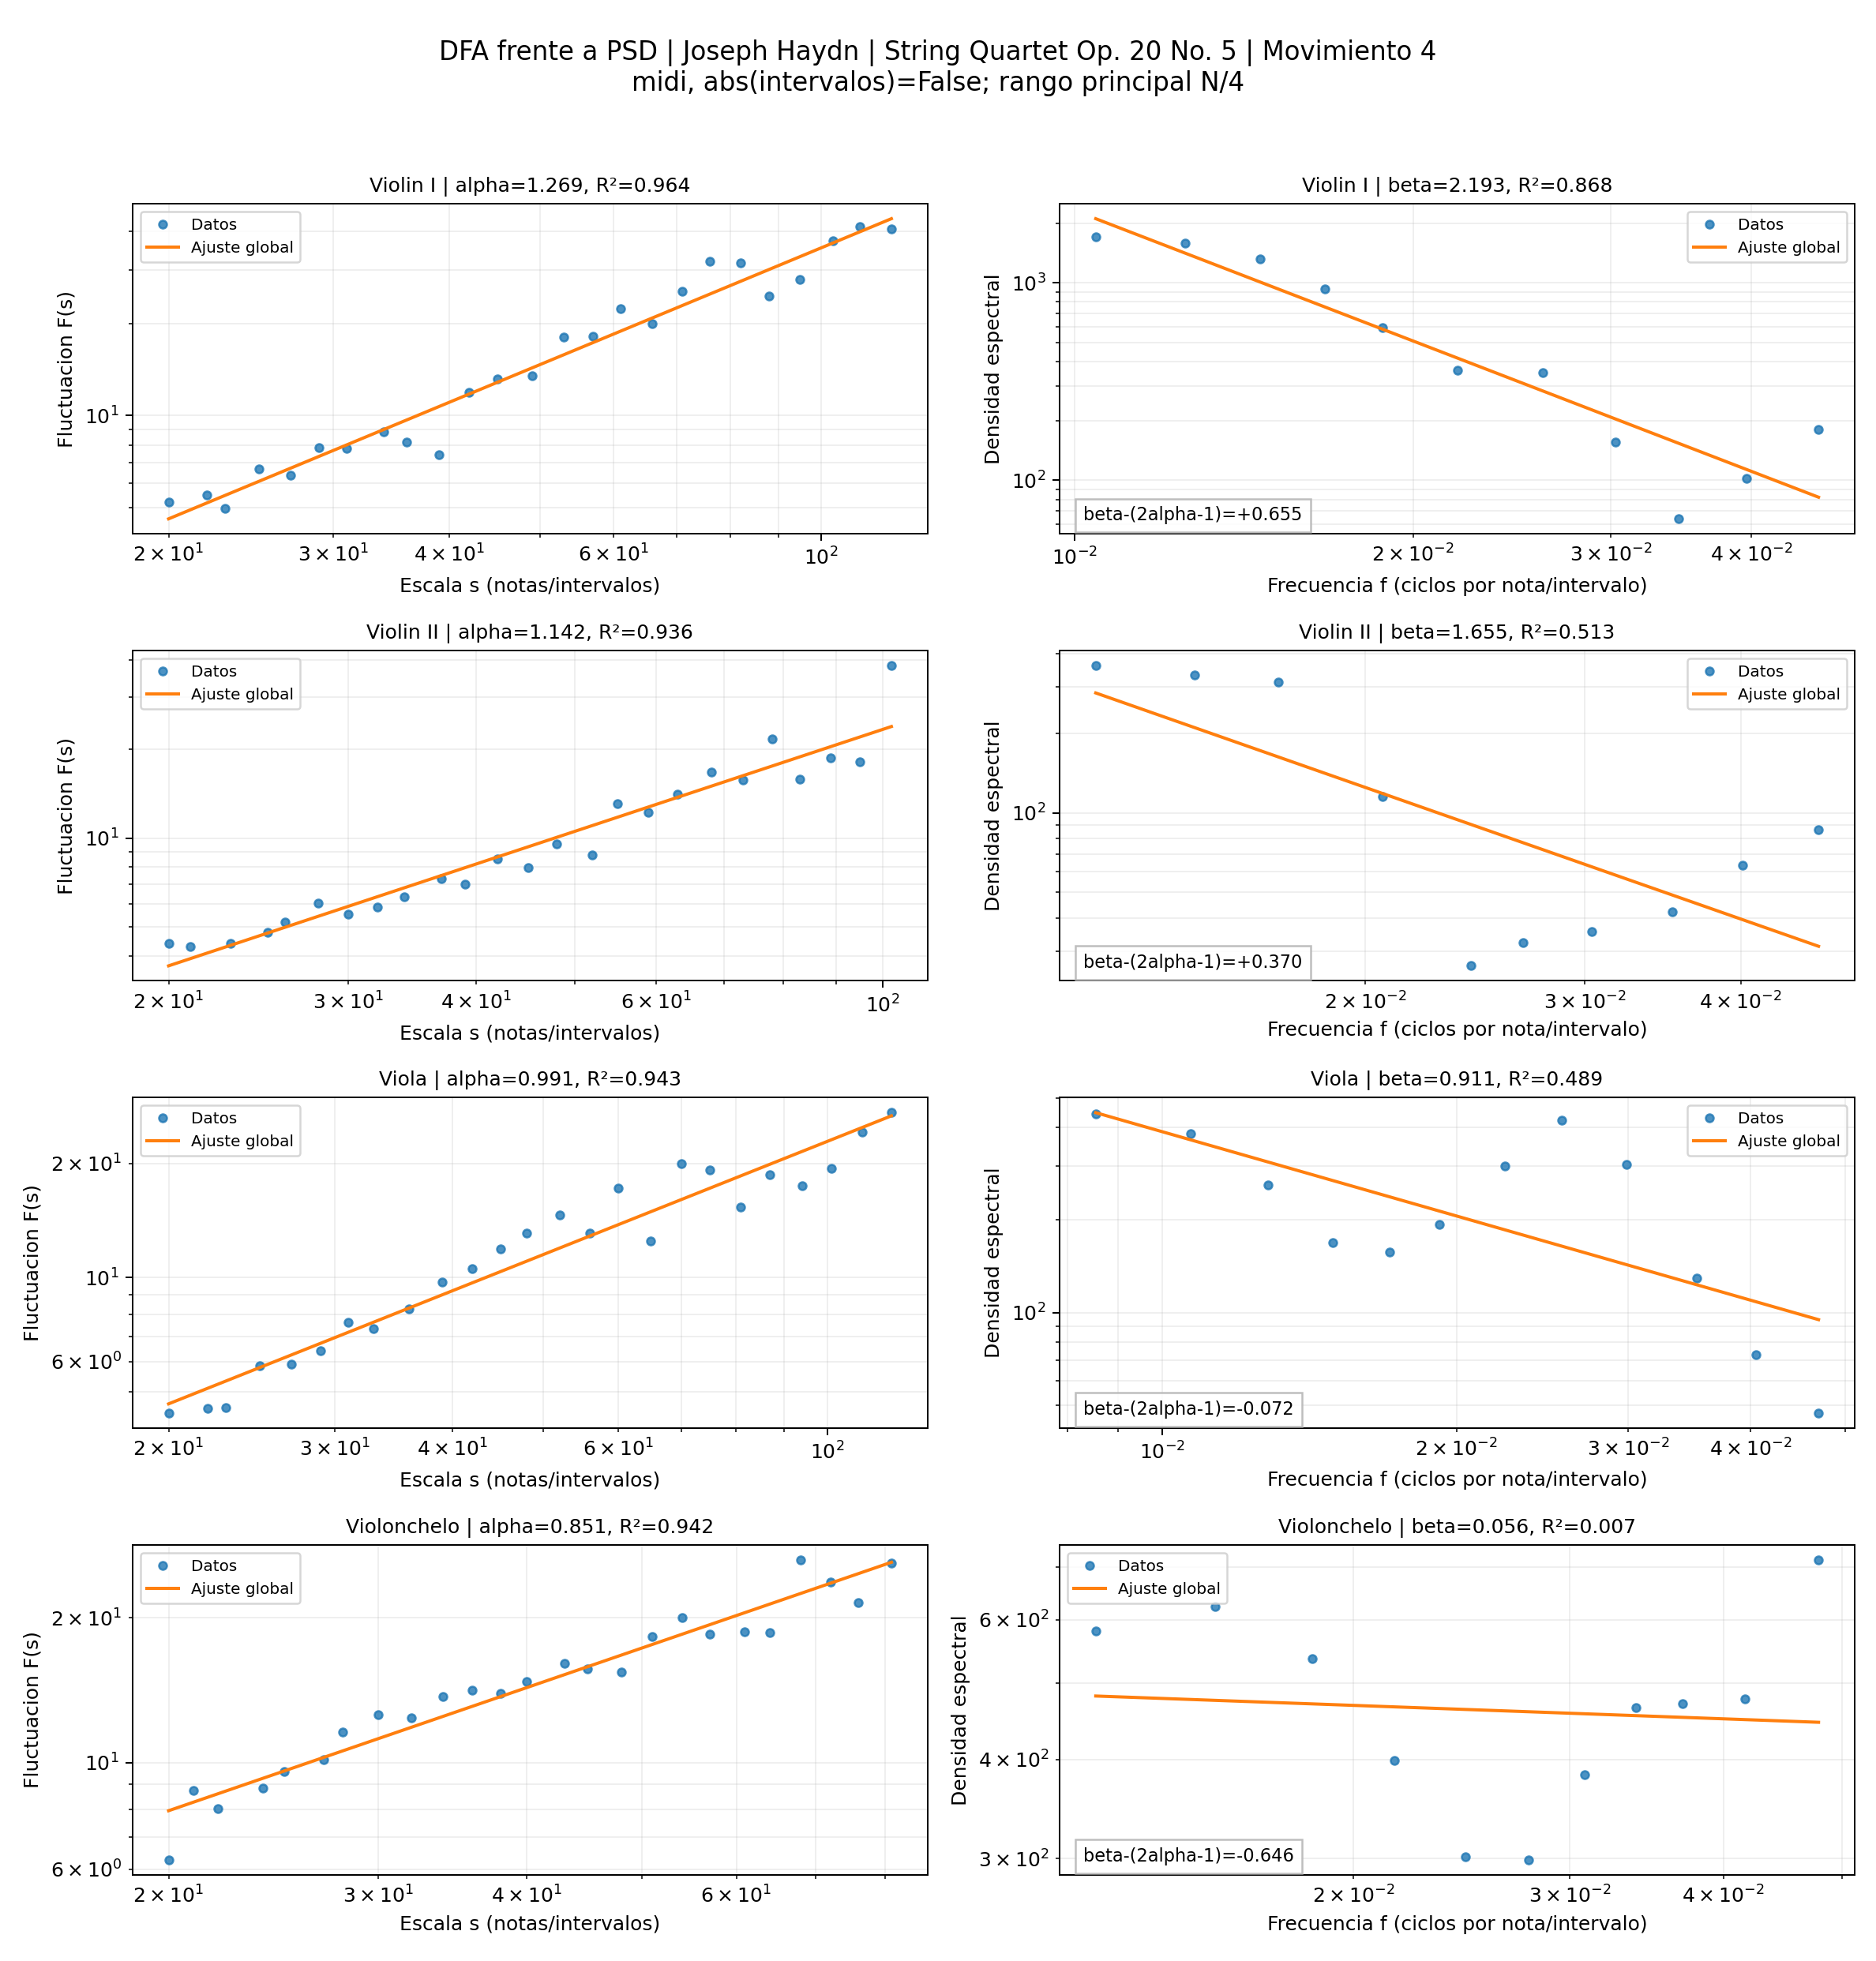 DFA frente a PSD | Joseph Haydn | String Quartet Op. 20 No. 5 | Movimiento 4
midi, abs(intervalos)=False; rango principal N/4
Violin I | alpha=1.269, R²=0.964
Datos
Ajuste global
Fluctuacion F(s)
10¹
2 × 10¹
3 × 10¹
4 × 10¹
6 × 10¹
10²
Escala s (notas/intervalos)
Violin I | beta=2.193, R²=0.868
Datos
Ajuste global
Densidad espectral
10³
10²
beta-(2alpha-1)=+0.655
10⁻²
2 × 10⁻²
3 × 10⁻²
4 × 10⁻²
Frecuencia f (ciclos por nota/intervalo)
Violin II | alpha=1.142, R²=0.936
Datos
Ajuste global
Fluctuacion F(s)
10¹
2 × 10¹
3 × 10¹
4 × 10¹
6 × 10¹
10²
Escala s (notas/intervalos)
Violin II | beta=1.655, R²=0.513
Datos
Ajuste global
Densidad espectral
10²
beta-(2alpha-1)=+0.370
2 × 10⁻²
3 × 10⁻²
4 × 10⁻²
Frecuencia f (ciclos por nota/intervalo)
Viola | alpha=0.991, R²=0.943
Datos
Ajuste global
Fluctuacion F(s)
2 × 10¹
10¹
6 × 10⁰
2 × 10¹
3 × 10¹
4 × 10¹
6 × 10¹
10²
Escala s (notas/intervalos)
Viola | beta=0.911, R²=0.489
Datos
Ajuste global
Densidad espectral
10²
beta-(2alpha-1)=-0.072
10⁻²
2 × 10⁻²
3 × 10⁻²
4 × 10⁻²
Frecuencia f (ciclos por nota/intervalo)
Violonchelo | alpha=0.851, R²=0.942
Datos
Ajuste global
Fluctuacion F(s)
2 × 10¹
10¹
6 × 10⁰
2 × 10¹
3 × 10¹
4 × 10¹
6 × 10¹
Escala s (notas/intervalos)
Violonchelo | beta=0.056, R²=0.007
Datos
Ajuste global
Densidad espectral
6 × 10²
4 × 10²
3 × 10²
beta-(2alpha-1)=-0.646
2 × 10⁻²
3 × 10⁻²
4 × 10⁻²
Frecuencia f (ciclos por nota/intervalo)